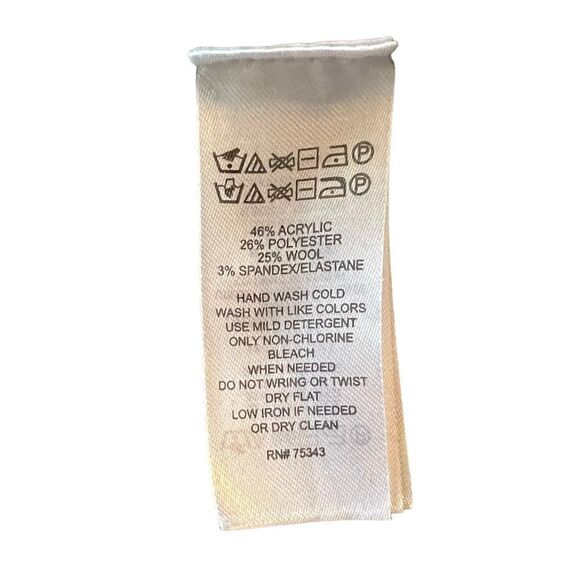 P
P
46% ACRYLIC
26% POLYESTER
25% WOOL
3% SPANDEX/ELASTANE
HAND WASH COLD
WASH WITH LIKE COLORS
USE MILD DETERGENT
ONLY NON-CHLORINE
BLEACH
WHEN NEEDED
DO NOT WRING OR TWIST
DRY FLAT
LOW IRON IF NEEDED
OR DRY CLEAN
RN# 75343